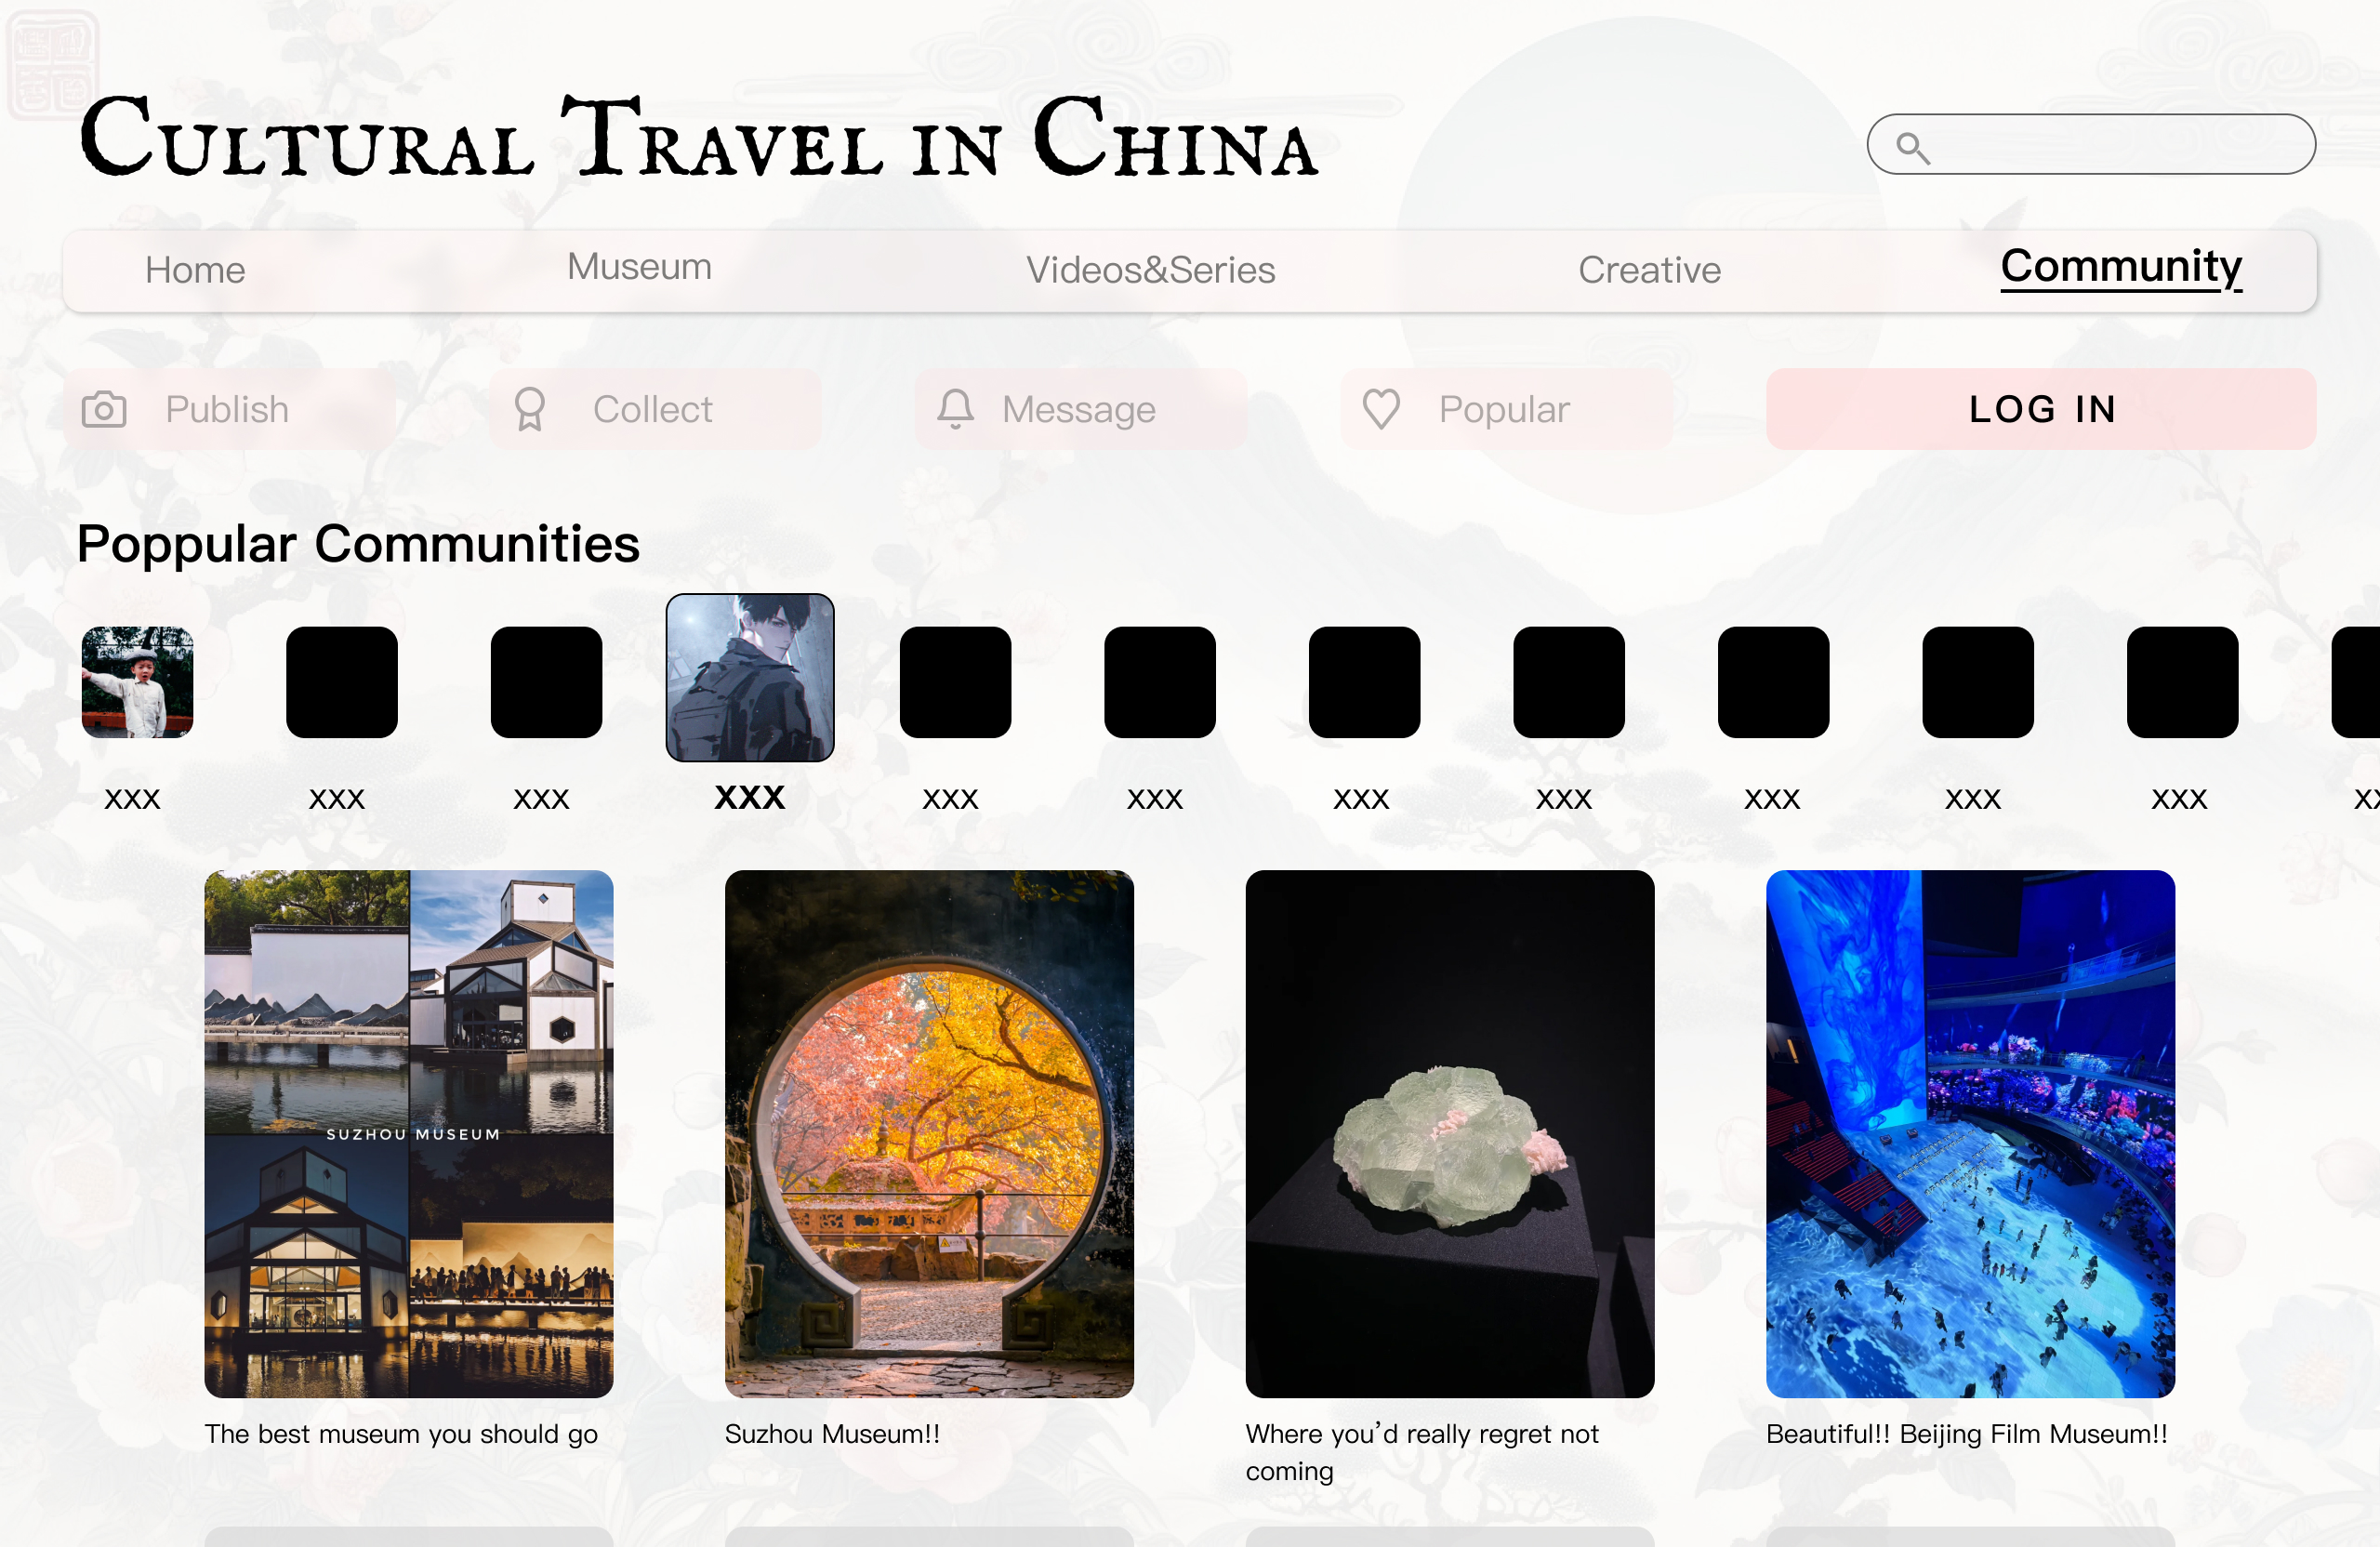 Cultural Travel in China
Home Museum Videos&Series Creative Community
Publish Collect Message Popular LOG IN
Poppular Communities
xxx xxx xxx xxx xxx xxx xxx xxx xxx xxx xxx
SUZHOU MUSEUM
The best museum you should go
Suzhou Museum!!
Where you’d really regret not
coming
Beautiful!! Beijing Film Museum!!